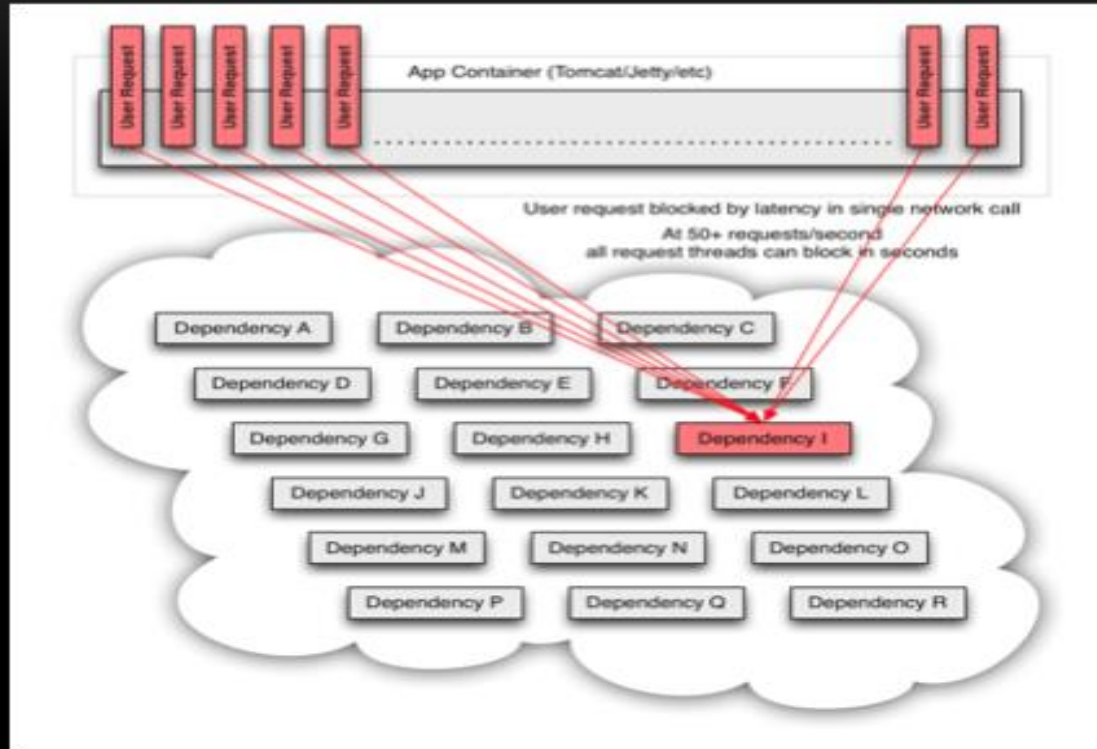 User Request
User Request
User Request
User Request
User Request
User Request
User Request
App Container (Tomcat/Jetty/etc)
User request blocked by latency in single network call
At 50+ requests/second
all request threads can block in seconds
Dependency A
Dependency B
Dependency C
Dependency D
Dependency E
Dependency F
Dependency G
Dependency H
Dependency I
Dependency J
Dependency K
Dependency L
Dependency M
Dependency N
Dependency O
Dependency P
Dependency Q
Dependency R